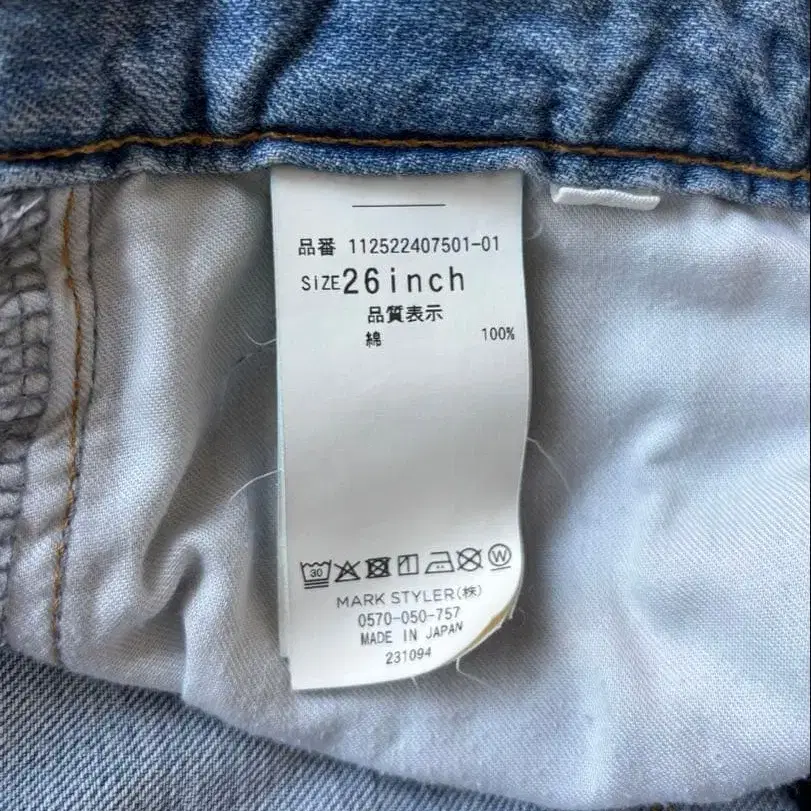 品番 112522407501-01
SiZE 26inch
品質表示
綿 100%
30 W
MARK STYLER(株)
0570-050-757
MADE IN JAPAN
231094